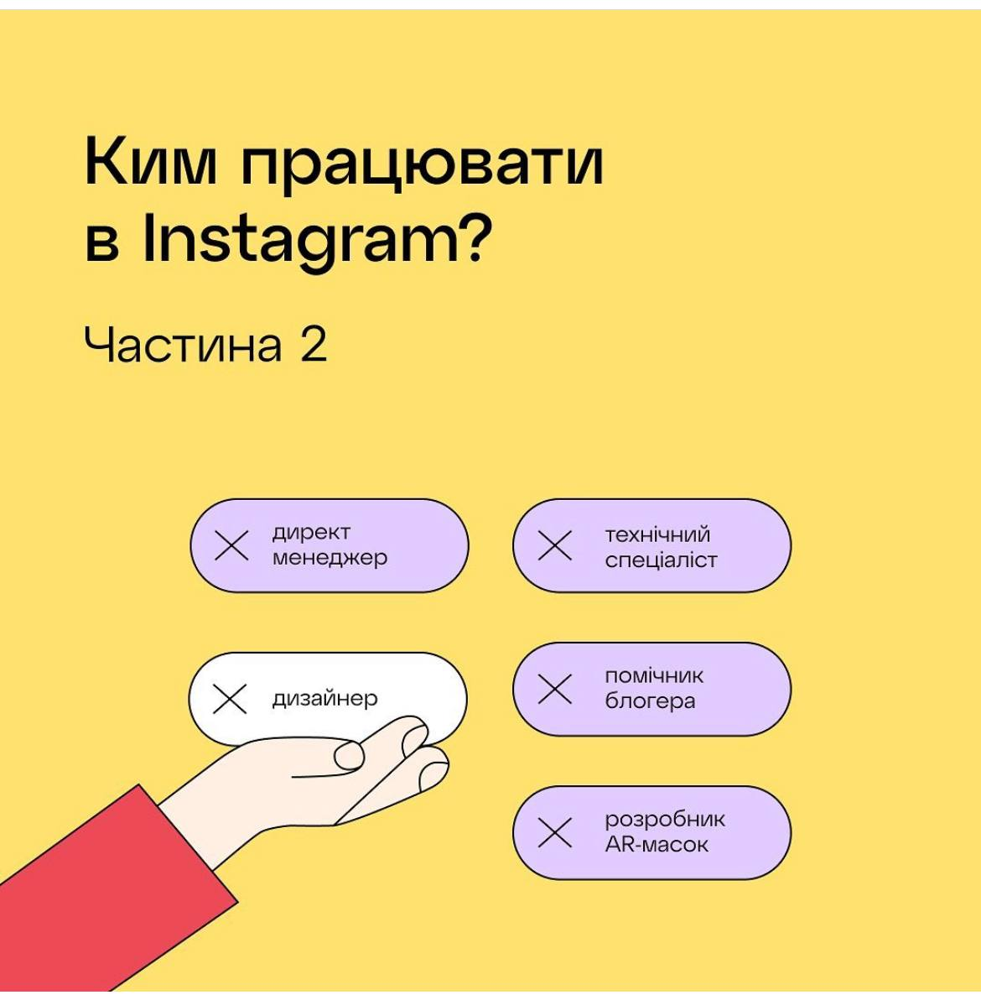 Ким працювати
в Instagram?
Частина 2
директ
менеджер
технічний
спеціаліст
дизайнер
помічник
блогера
розробник
AR-масок